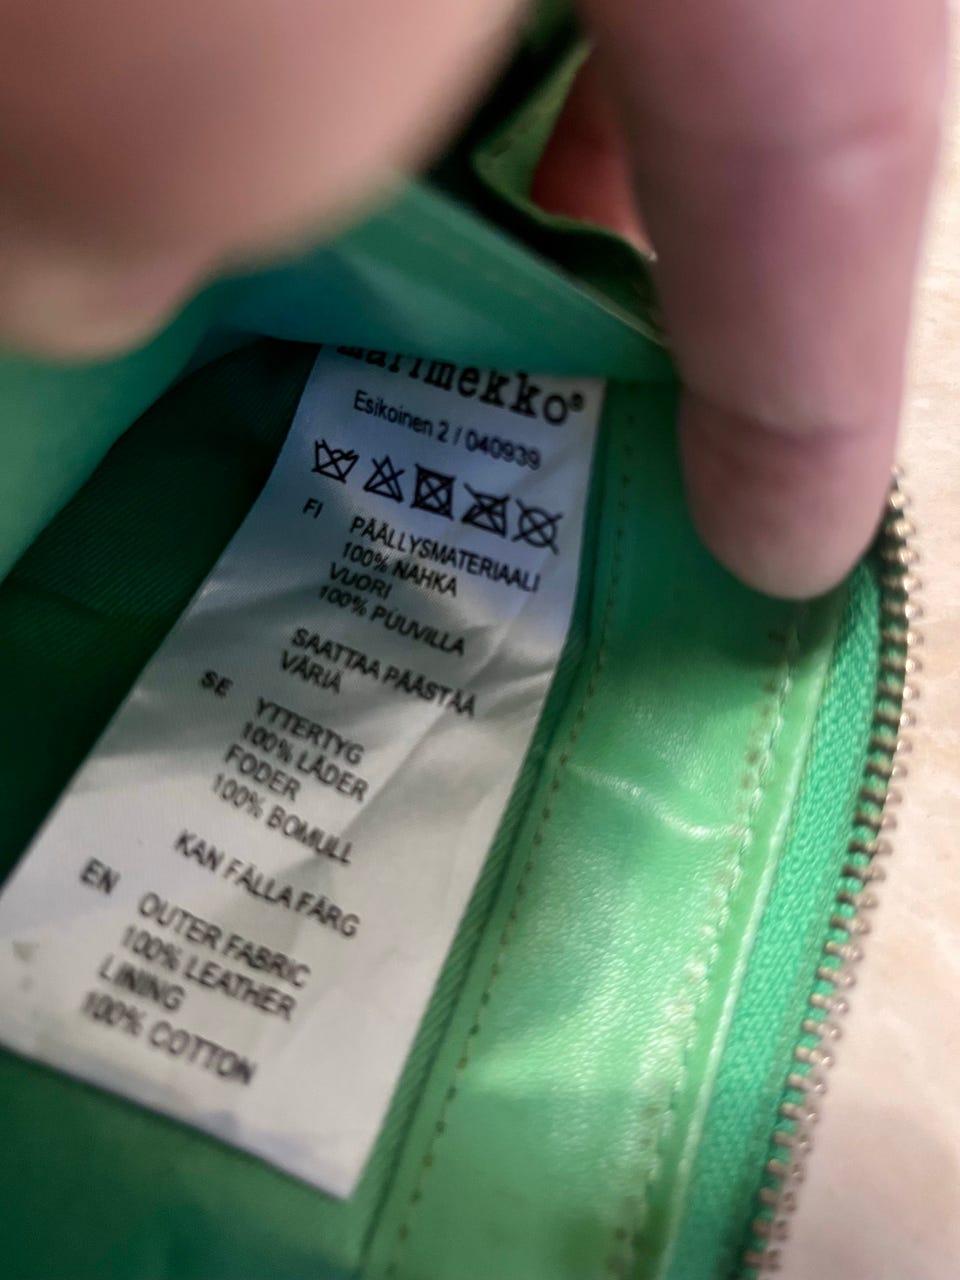 marimekko®
Esikoinen 2 / 040939
FI PÄÄLLYSMATERIAALI
100% NAHKA
VUORI
100% PUUVILLA
SAATTAA PÄÄSTÄÄ
VÄRIÄ
SE YTTERTYG
100% LÄDER
FODER
100% BOMULL
KAN FÄLLA FÄRG
EN OUTER FABRIC
100% LEATHER
LINING
100% COTTON